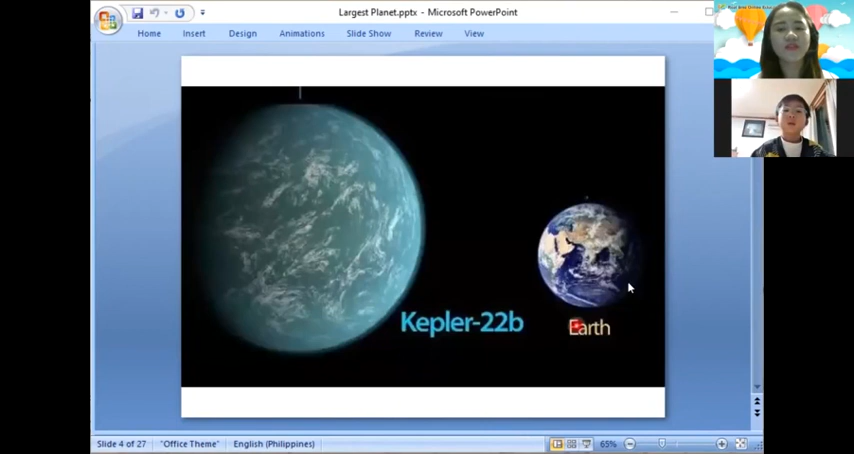 Largest Planet.pptx - Microsoft PowerPoint
Home Insert Design Animations Slide Show Review View
Kepler-22b
Earth
Slide 4 of 27 "Office Theme" English (Philippines) 65%